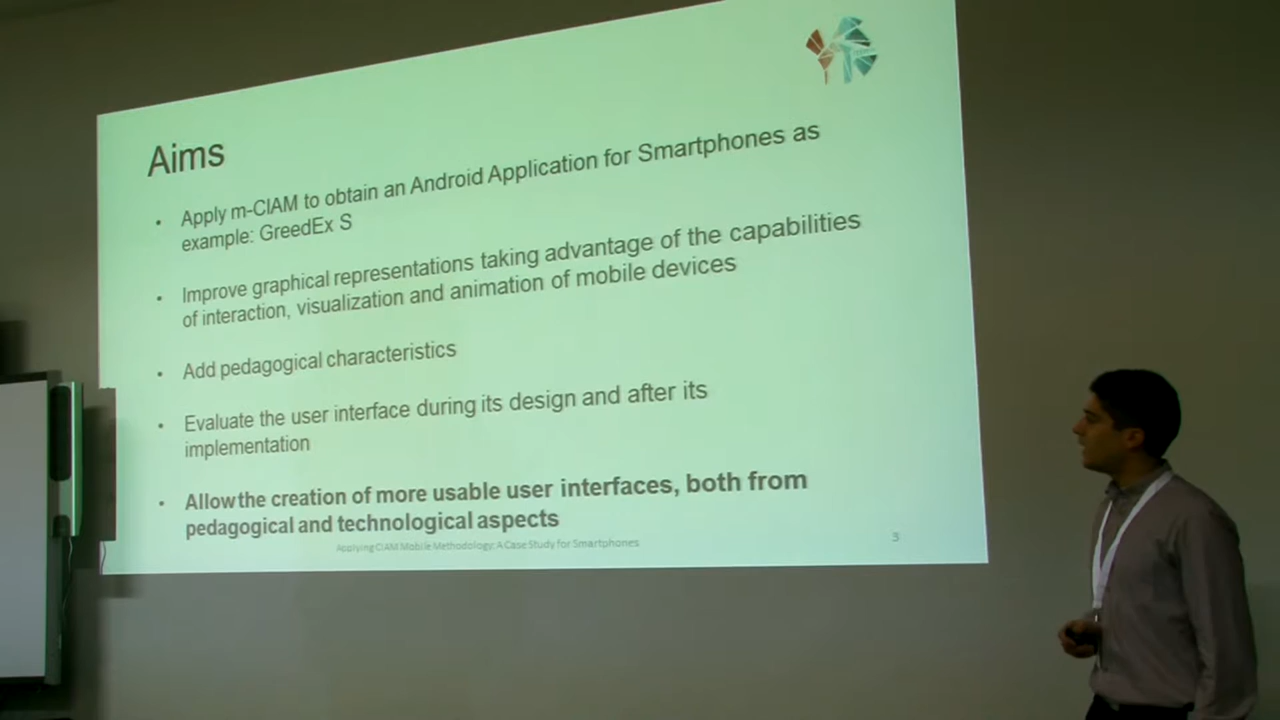 Aims
• Apply m-CIAM to obtain an Android Application for Smartphones as
example: GreedEx S
• Improve graphical representations taking advantage of the capabilities
of interaction, visualization and animation of mobile devices
• Add pedagogical characteristics
• Evaluate the user interface during its design and after its
implementation
• Allow the creation of more usable user interfaces, both from
pedagogical and technological aspects
Applying CIAM Mobile Methodology: A Case Study for Smartphones
3